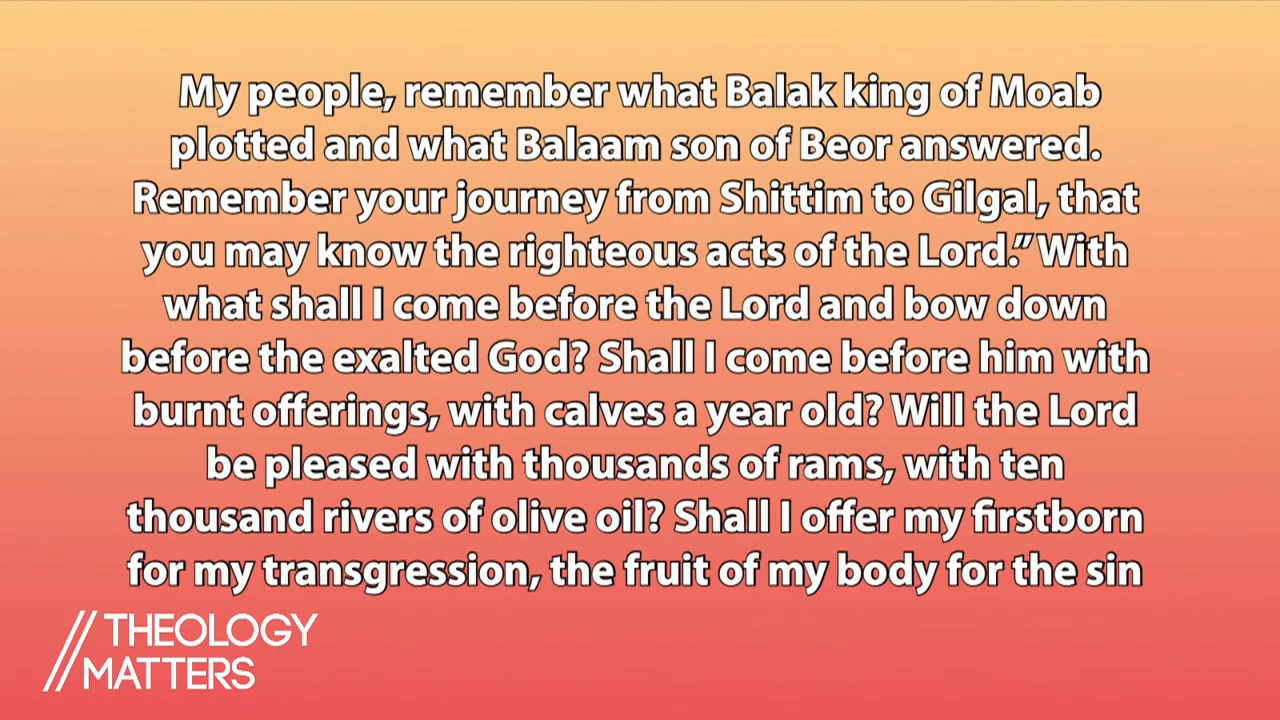 My people, remember what Balak king of Moab
plotted and what Balaam son of Beor answered.
Remember your journey from Shittim to Gilgal, that
you may know the righteous acts of the Lord.” With
what shall I come before the Lord and bow down
before the exalted God? Shall I come before him with
burnt offerings, with calves a year old? Will the Lord
be pleased with thousands of rams, with ten
thousand rivers of olive oil? Shall I offer my firstborn
for my transgression, the fruit of my body for the sin
//THEOLOGY
MATTERS